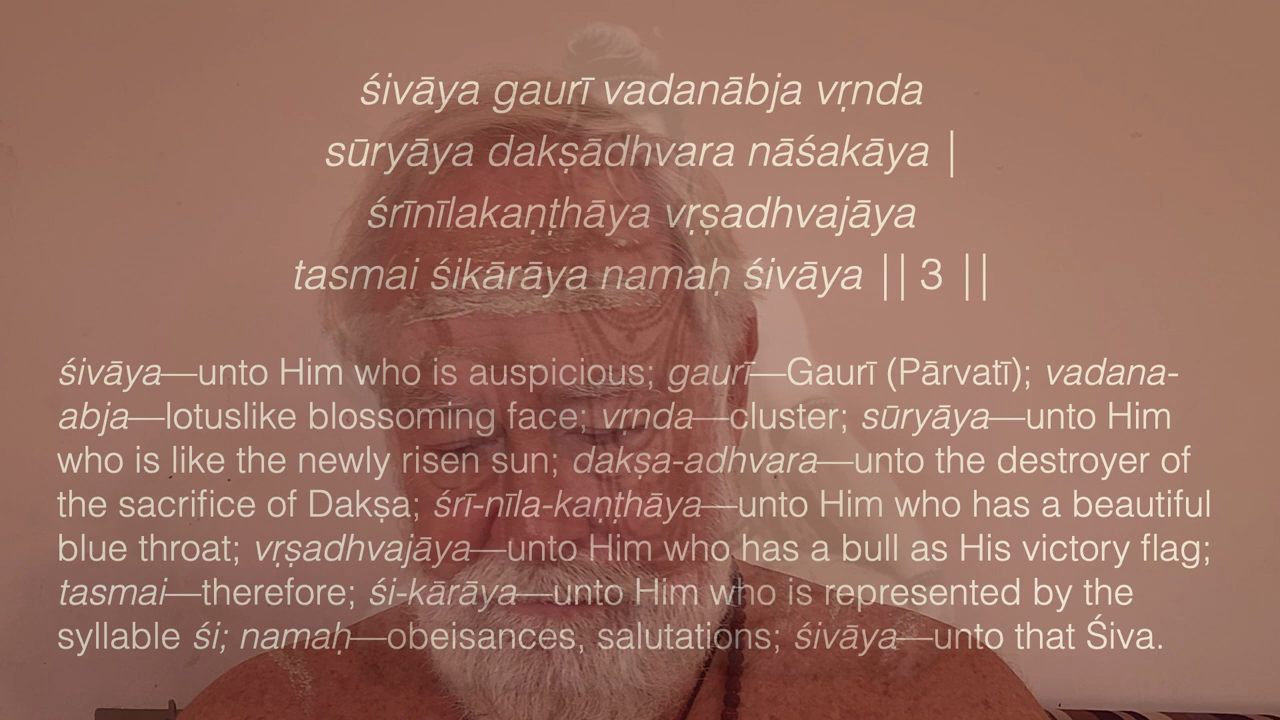 śivāya gaurī vadanābja vṛnda
sūryāya dakṣādhvara nāśakāya |
śrīnīlakaṇṭhāya vṛṣadhvajāya
tasmai śikārāya namaḥ śivāya || 3 ||
śivāya—unto Him who is auspicious; gaurī—Gaurī (Pārvatī); vadana-
abja—lotuslike blossoming face; vṛnda—cluster; sūryāya—unto Him
who is like the newly risen sun; dakṣa-adhvara—unto the destroyer of
the sacrifice of Dakṣa; śrī-nīla-kaṇṭhāya—unto Him who has a beautiful
blue throat; vṛṣadhvajāya—unto Him who has a bull as His victory flag;
tasmai—therefore; śi-kārāya—unto Him who is represented by the
syllable śi; namaḥ—obeisances, salutations; śivāya—unto that Śiva.